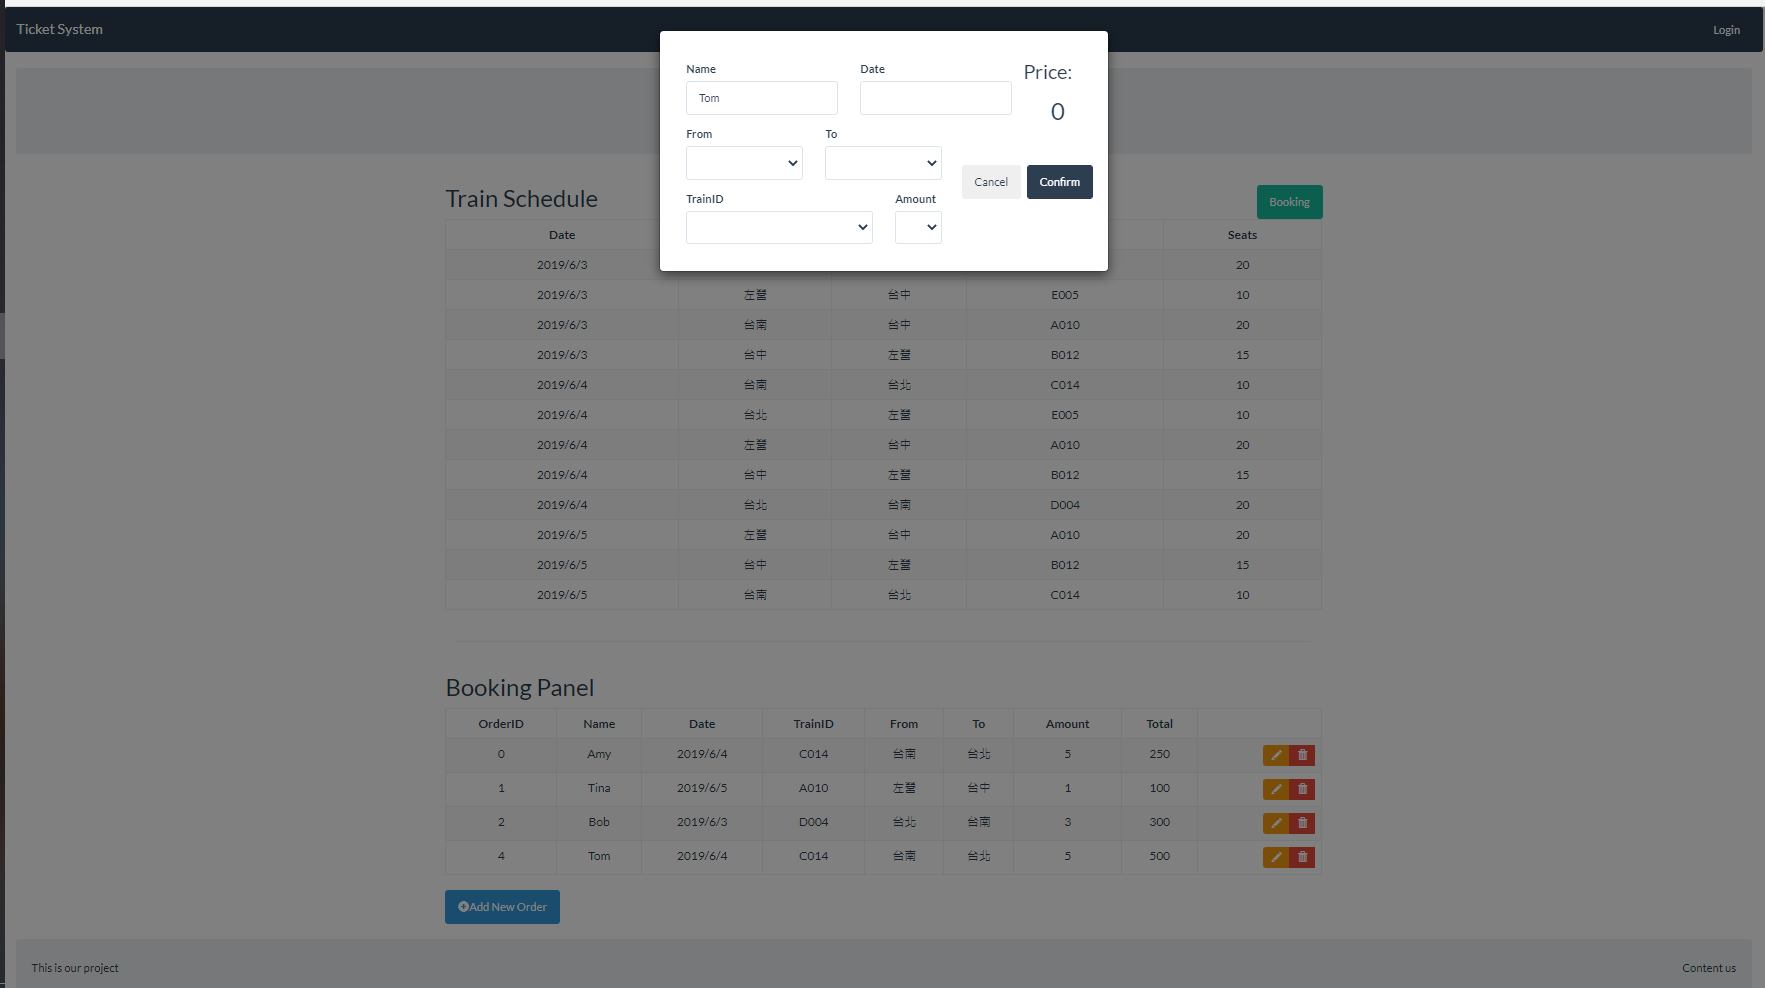 Ticket System Login
Name Date Price:
Tom
0
From To
Cancel Confirm
TrainID Amount
Train Schedule Booking
Date Seats
2019/6/3 20
2019/6/3 左營 台中 E005 10
2019/6/3 台南 台中 A010 20
2019/6/3 台中 左營 B012 15
2019/6/4 台南 台北 C014 10
2019/6/4 台北 左營 E005 10
2019/6/4 左營 台中 A010 20
2019/6/4 台中 左營 B012 15
2019/6/4 台北 台南 D004 20
2019/6/5 左營 台中 A010 20
2019/6/5 台中 左營 B012 15
2019/6/5 台南 台北 C014 10
Booking Panel
OrderID Name Date TrainID From To Amount Total
0 Amy 2019/6/4 C014 台南 台北 5 250
1 Tina 2019/6/5 A010 左營 台中 1 100
2 Bob 2019/6/3 D004 台北 台南 3 300
4 Tom 2019/6/4 C014 台南 台北 5 500
Add New Order
This is our project Content us